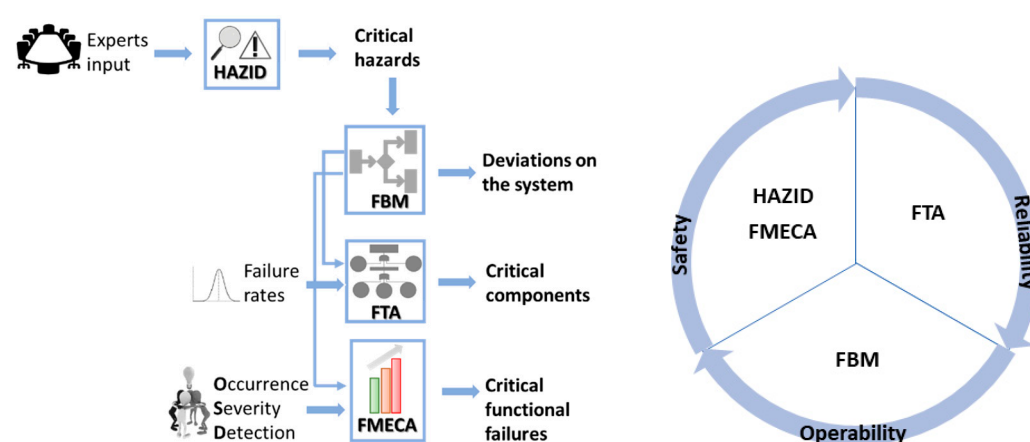 Experts
input
HAZID
Critical
hazards
FBM
Deviations on
the system
Failure
rates
FTA
Critical
components
Occurrence
Severity
Detection
FMECA
Critical
functional
failures
Safety
HAZID
FMECA
FTA
Reliability
FBM
Operability